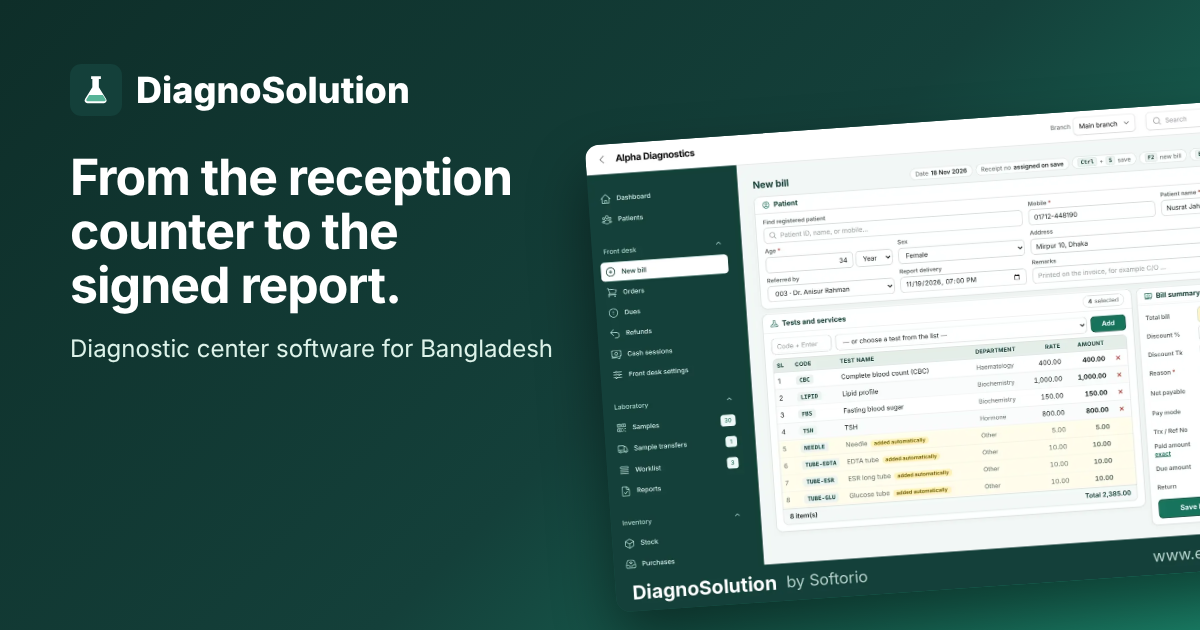 DiagnoSolution
From the reception
counter to the
signed report.
Diagnostic center software for Bangladesh
Alpha Diagnostics
Branch Main branch
Search
Dashboard
Patients
Front desk
New bill
Orders
Dues
Refunds
Cash sessions
Front desk settings
Laboratory
Samples 20
Sample transfers 1
Worklist 3
Reports
Inventory
Stock
Purchases
New bill
Date 16 Nov 2026
Receipt no assigned on save
Ctrl + S save
F2 new bill
Patient
Find registered patient
Patient ID, name, or mobile...
Mobile *
01712-448190
Patient name *
Nusrat Jah
Age *
34 Year
Sex
Female
Address
Mirpur 10, Dhaka
Referred by
003 - Dr. Anisur Rahman
Report delivery
11/19/2026, 07:00 PM
Remarks
Printed on the invoice, for example C/O ...
Tests and services
4 selected
Code + Enter
— or choose a test from the list —
Add
SL CODE TEST NAME DEPARTMENT RATE AMOUNT
1 CBC Complete blood count (CBC) Haematology 400.00 400.00 ×
2 LIPID Lipid profile Biochemistry 1,000.00 1,000.00 ×
3 FBS Fasting blood sugar Biochemistry 150.00 150.00 ×
4 TSH TSH Hormone 800.00 800.00 ×
5 NEEDLE Needle added automatically Other 5.00 5.00
6 TUBE-EDTA EDTA tube added automatically Other 10.00 10.00
7 TUBE-ESR ESR long tube added automatically Other 10.00 10.00
8 TUBE-GLU Glucose tube added automatically Other 10.00 10.00
8 item(s) Total 2,385.00
Bill summary
Total bill
Discount %
Discount Tk
Reason *
Net payable
Pay mode
Trx / Ref No
Paid amount
exact
Due amount
Return
Save
DiagnoSolution by Softorio
www.e